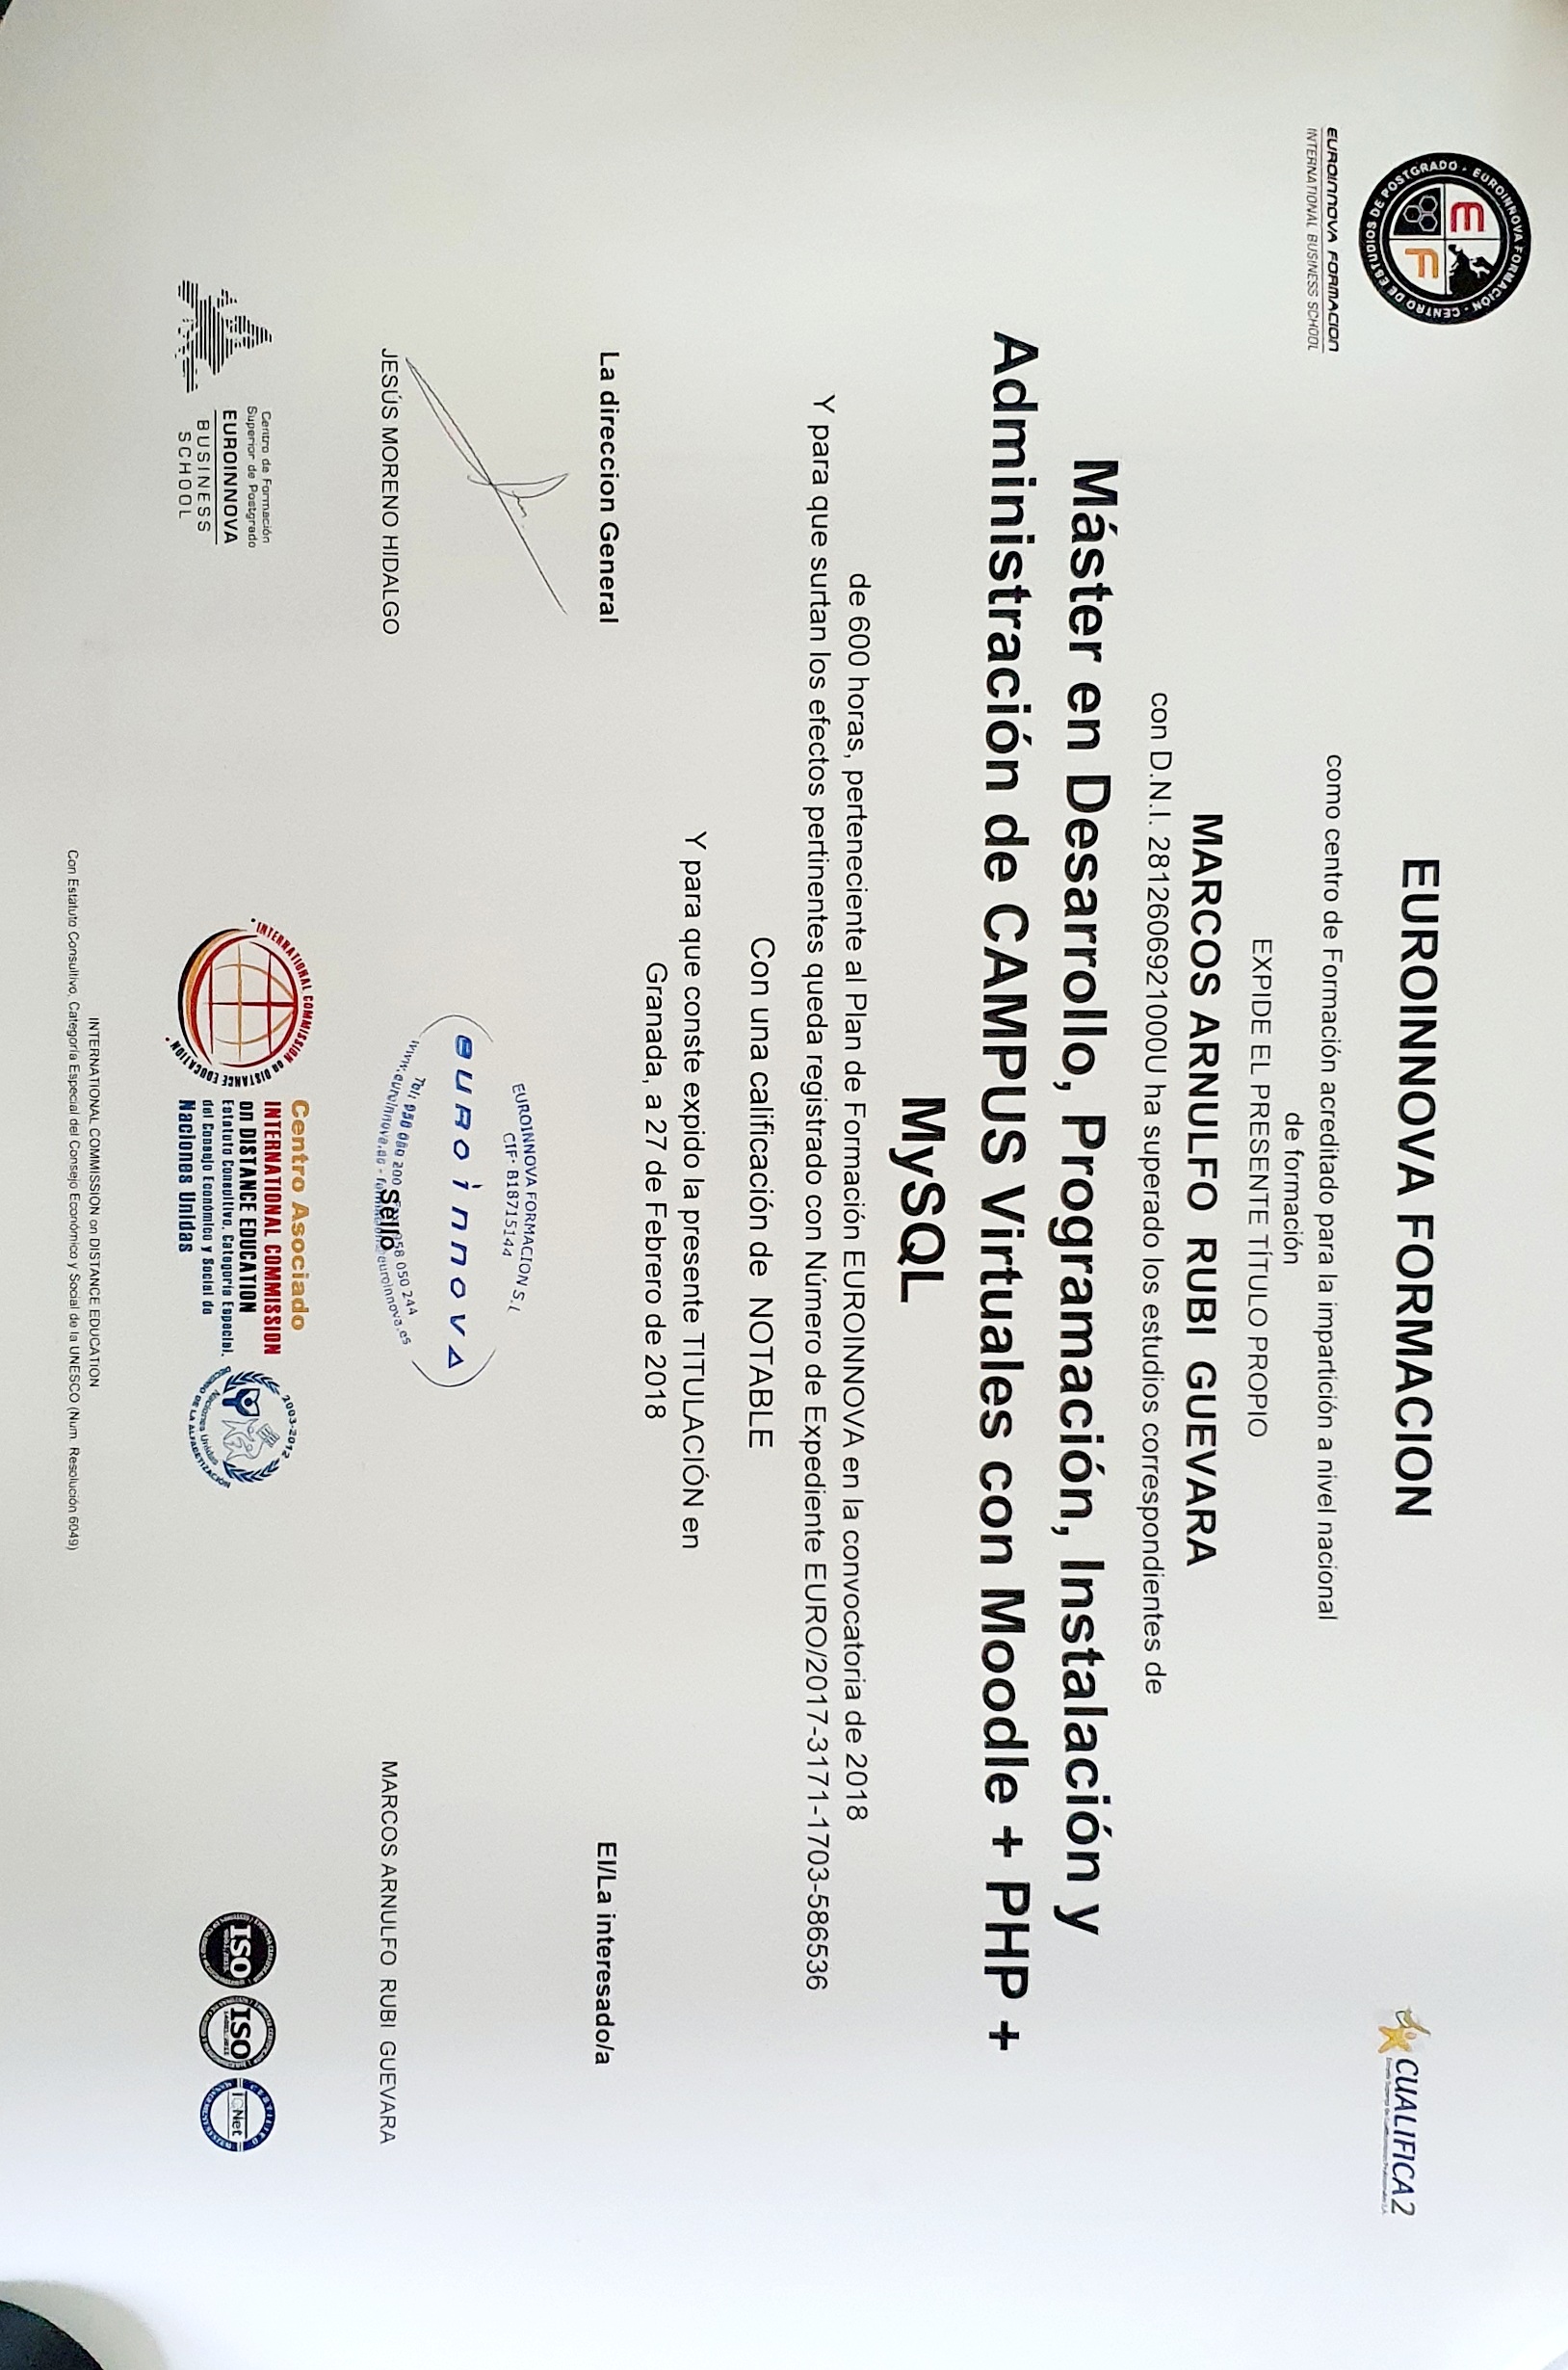 EUROINNOVA FORMACIÓN · CENTRO DE ESTUDIOS DE POSTGRADO ·
E
F
EUROINNOVA FORMACION
INTERNATIONAL BUSINESS SCHOOL
CUALIFICA2
EUROINNOVA FORMACION
como centro de Formación acreditado para la impartición a nivel nacional
de formación
EXPIDE EL PRESENTE TÍTULO PROPIO
MARCOS ARNULFO RUBI GUEVARA
con D.N.I. 2812606921000U ha superado los estudios correspondientes de
Máster en Desarrollo, Programación, Instalación y
Administración de CAMPUS Virtuales con Moodle + PHP +
MySQL
de 600 horas, perteneciente al Plan de Formación EUROINNOVA en la convocatoria de 2018
Y para que surtan los efectos pertinentes queda registrado con Número de Expediente EURO/2017-3171-1703-586536
Con una calificación de NOTABLE
Y para que conste expido la presente TITULACIÓN en
Granada, a 27 de Febrero de 2018
La direccion General
El/La interesado/a
EUROINNOVA FORMACION S.L
CIF: B18715144
euroinnova
Tel: 958 050 200 Fax: 958 050 244
www.euroinnova.es - formacion@euroinnova.es
Sello
JESÚS MORENO HIDALGO
MARCOS ARNULFO RUBI GUEVARA
Centro de Formación
Superior de Postgrado
EUROINNOVA
BUSINESS
SCHOOL
INTERNATIONAL COMMISSION on DISTANCE EDUCATION
Centro Asociado
INTERNATIONAL COMMISSION
on DISTANCE EDUCATION
Estatuto Consultivo, Categoría Especial,
del Consejo Económico y Social de
Naciones Unidas
2003-2012
Naciones Unidas
DECENIO DE LA ALFABETIZACIÓN
ISO
ISO
IQNet
INTERNATIONAL COMMISSION on DISTANCE EDUCATION
Con Estatuto Consultivo, Categoría Especial del Consejo Económico y Social de la UNESCO (Num. Resolución 6049)